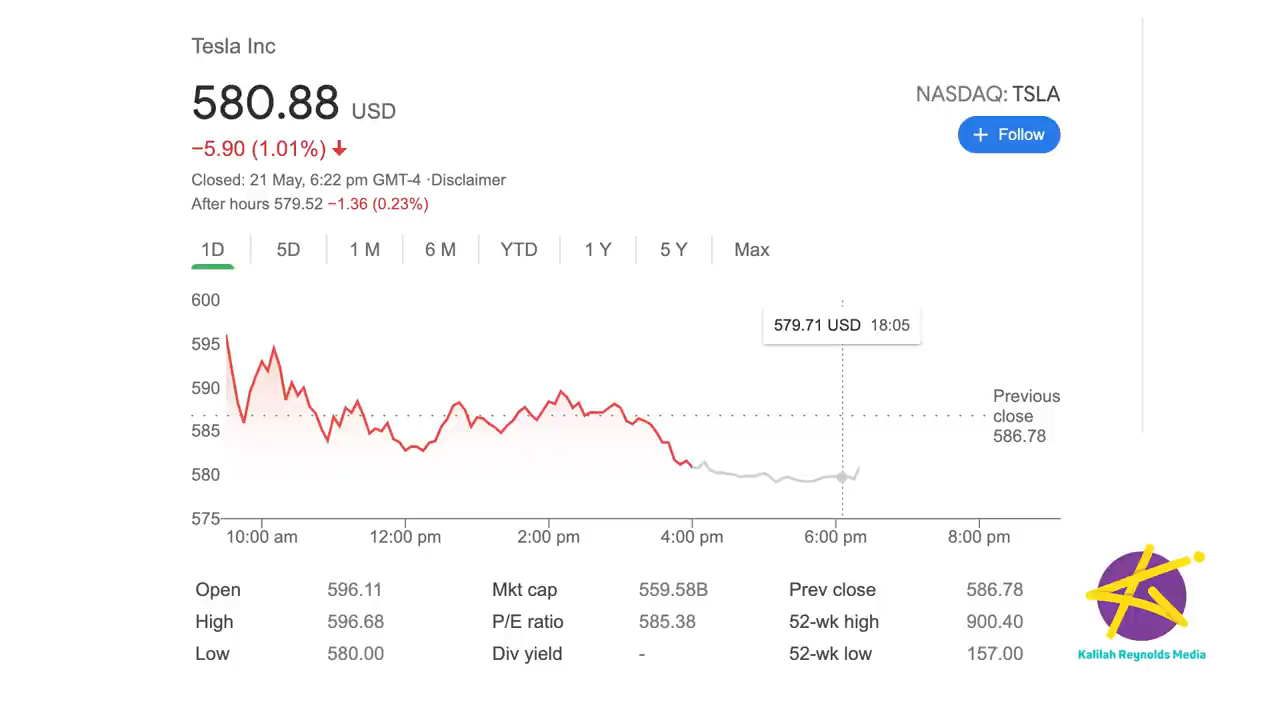 Tesla Inc
580.88 USD
NASDAQ: TSLA
+ Follow
−5.90 (1.01%)
Closed: 21 May, 6:22 pm GMT-4 ·Disclaimer
After hours 579.52 −1.36 (0.23%)
1D 5D 1 M 6 M YTD 1 Y 5 Y Max
600
579.71 USD 18:05
595
590
Previous
close
586.78
585
580
575
10:00 am 12:00 pm 2:00 pm 4:00 pm 6:00 pm 8:00 pm
Open 596.11 Mkt cap 559.58B Prev close 586.78
High 596.68 P/E ratio 585.38 52-wk high 900.40
Low 580.00 Div yield - 52-wk low 157.00
Kalilah Reynolds Media